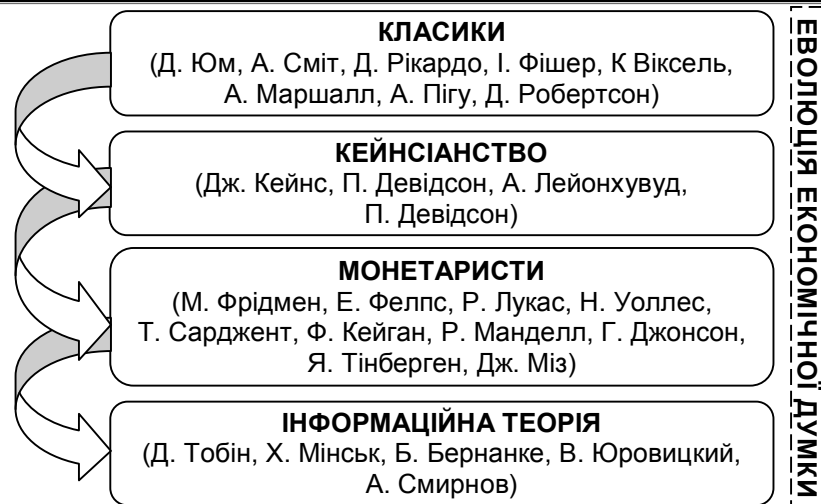 КЛАСИКИ
(Д. Юм, А. Сміт, Д. Рікардо, І. Фішер, К Віксель,
А. Маршалл, А. Пігу, Д. Робертсон)
КЕЙНСІАНСТВО
(Дж. Кейнс, П. Девідсон, А. Лейонхувуд,
П. Девідсон)
МОНЕТАРИСТИ
(М. Фрідмен, Е. Фелпс, Р. Лукас, Н. Уоллес,
Т. Сарджент, Ф. Кейган, Р. Манделл, Г. Джонсон,
Я. Тінберген, Дж. Міз)
ІНФОРМАЦІЙНА ТЕОРІЯ
(Д. Тобін, Х. Мінськ, Б. Бернанке, В. Юровицкий,
А. Смирнов)
ЕВОЛЮЦІЯ ЕКОНОМІЧНОЇ ДУМКИ